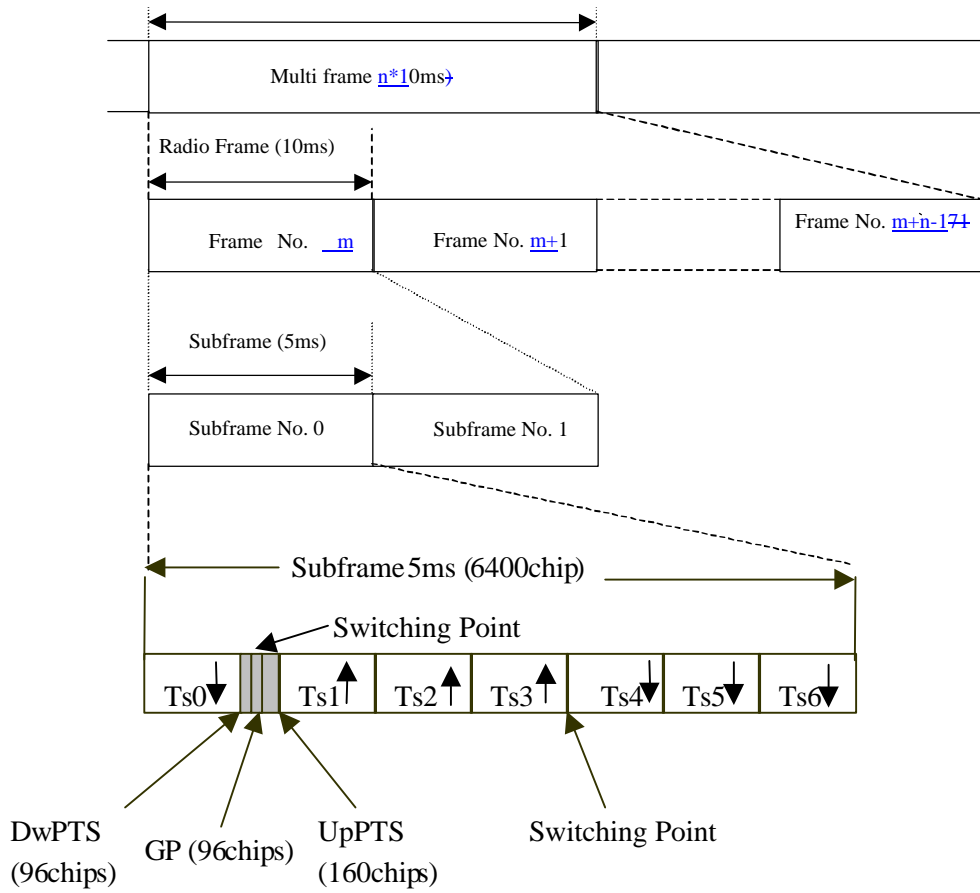 Multi frame n*10ms)
Radio Frame (10ms)
Frame No. m
Frame No. m+1
Frame No. m+n-171
Subframe (5ms)
Subframe No. 0
Subframe No. 1
Subframe 5ms (6400chip)
Switching Point
Ts0
Ts1
Ts2
Ts3
Ts4
Ts5
Ts6
DwPTS
(96chips)
GP (96chips)
UpPTS
(160chips)
Switching Point